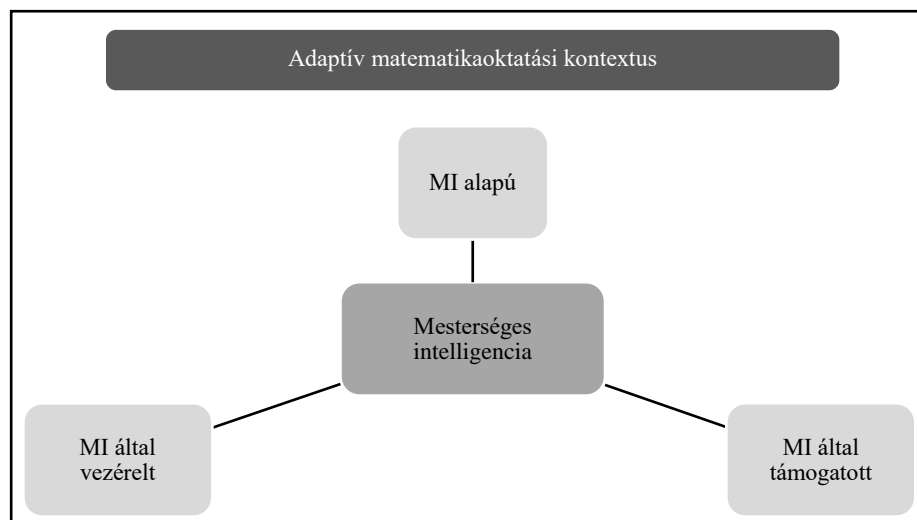 Adaptív matematikaoktatási kontextus
MI alapú
Mesterséges
intelligencia
MI által
vezérelt
MI által
támogatott